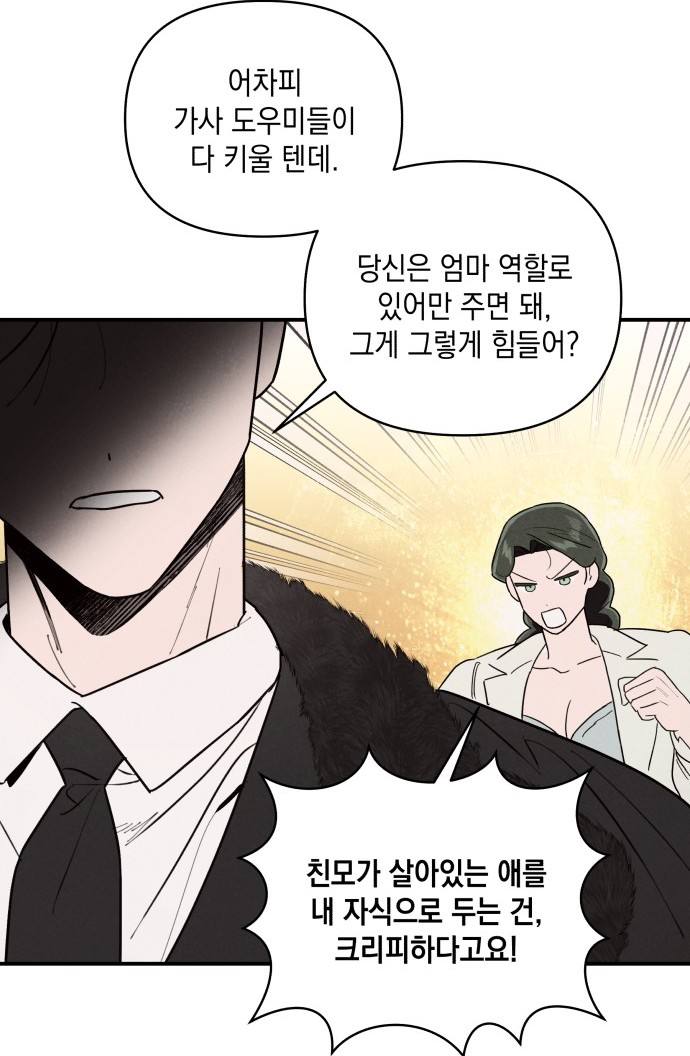 어차피
가사 도우미들이
다 키울 텐데.
당신은 엄마 역할로
있어만 주면 돼,
그게 그렇게 힘들어?
친모가 살아있는 애를
내 자식으로 두는 건,
크리피하다고요!